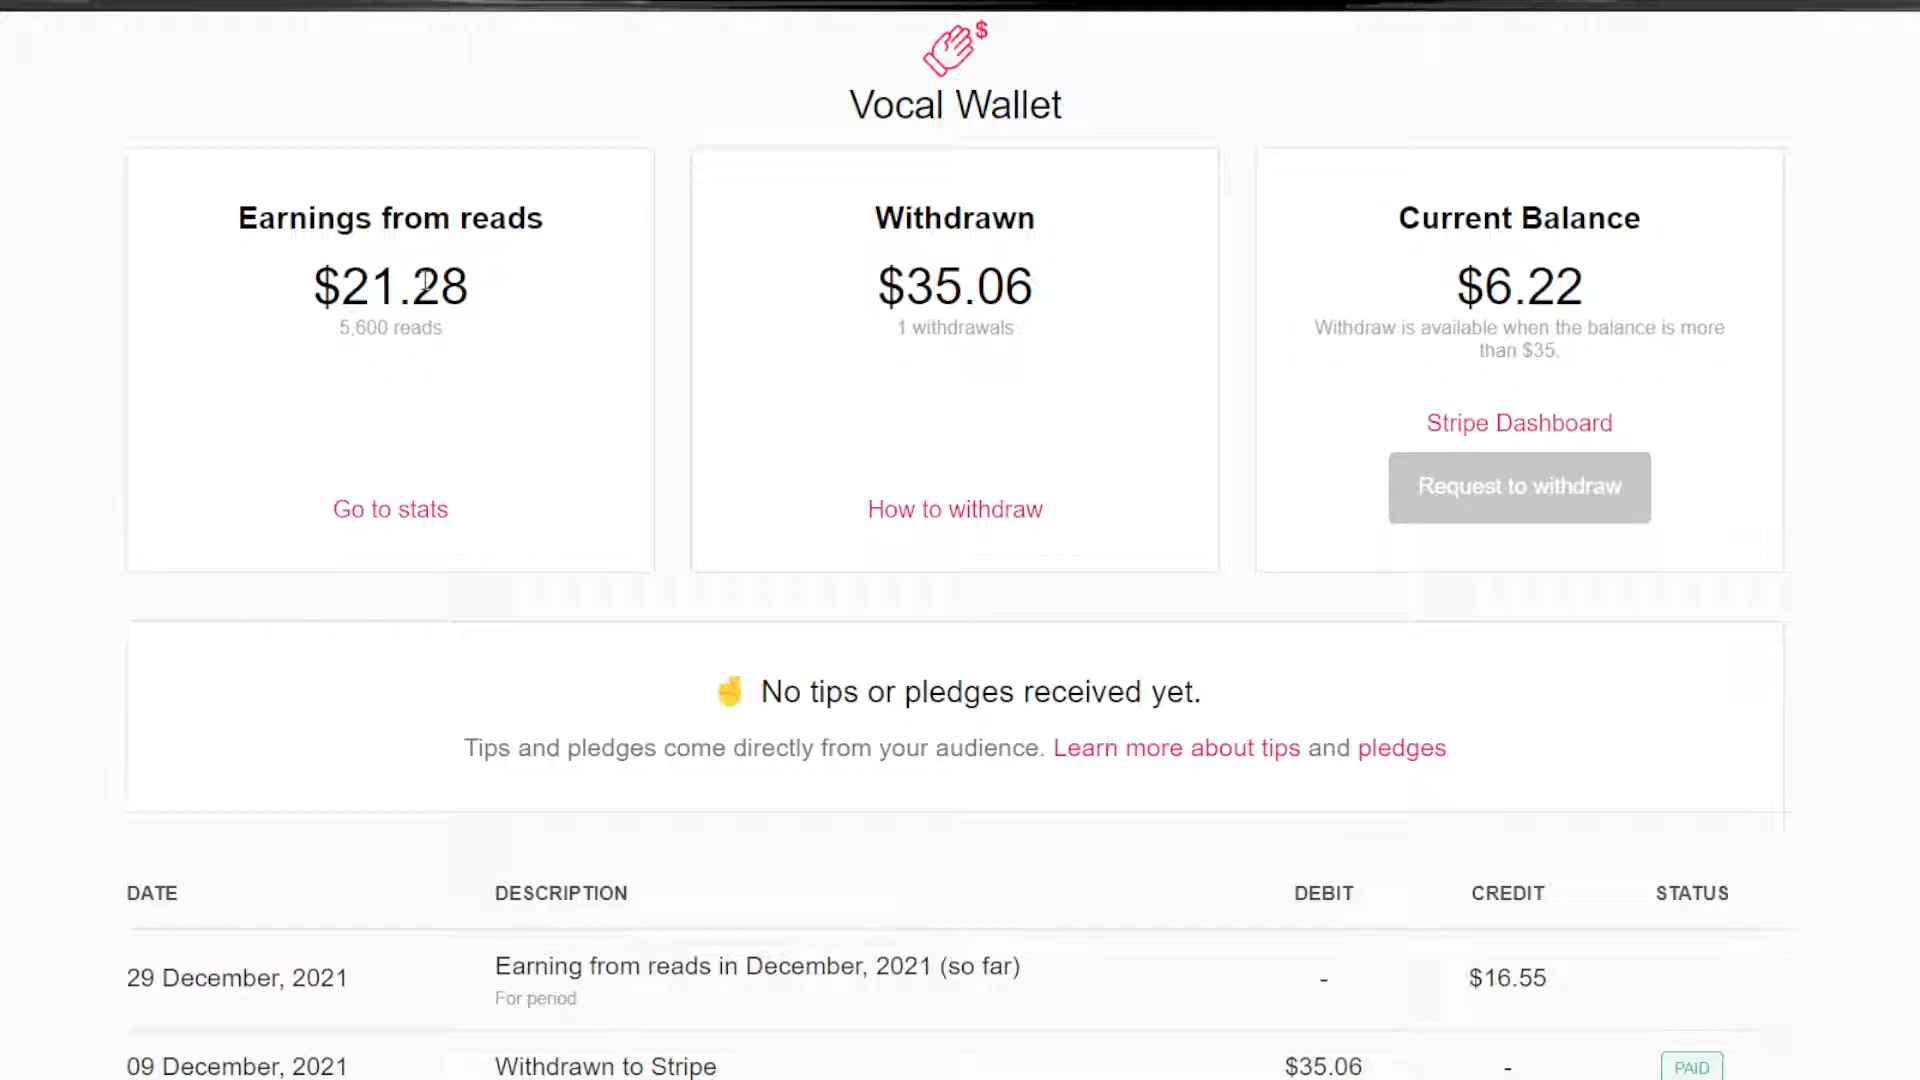 $
Vocal Wallet
Earnings from reads
$21.28
5,600 reads
Go to stats
Withdrawn
$35.06
1 withdrawals
How to withdraw
Current Balance
$6.22
Withdraw is available when the balance is more
than $35.
Stripe Dashboard
Request to withdraw
No tips or pledges received yet.
Tips and pledges come directly from your audience. Learn more about tips and pledges
DATE DESCRIPTION DEBIT CREDIT STATUS
29 December, 2021 Earning from reads in December, 2021 (so far) - $16.55
For period
09 December, 2021 Withdrawn to Stripe $35.06 - PAID